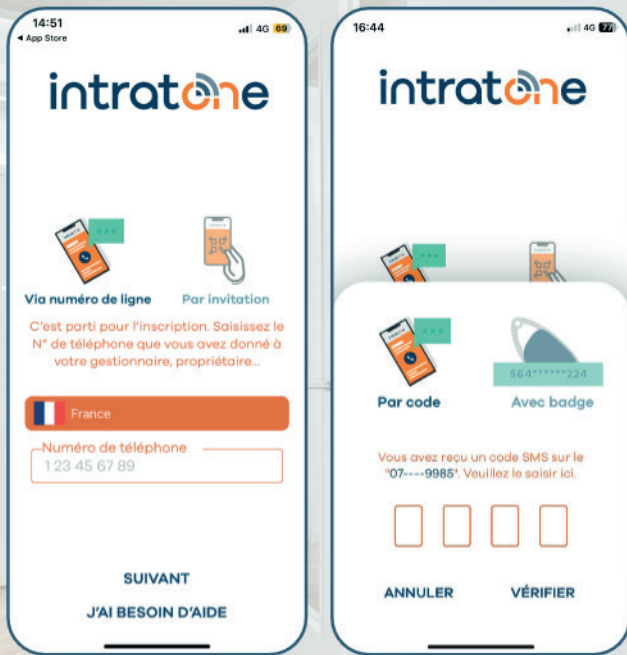 14:51
4G 69
◀ App Store
intratone
Via numéro de ligne
Par invitation
C'est parti pour l'inscription. Saisissez le
N° de téléphone que vous avez donné à
votre gestionnaire, propriétaire...
France
Numéro de téléphone
1 23 45 67 89
SUIVANT
J'AI BESOIN D'AIDE
16:44
4G 77
intratone
Par code
564******224
Avec badge
Vous avez reçu un code SMS sur le
"07----9985". Veuillez le saisir ici.
ANNULER
VÉRIFIER